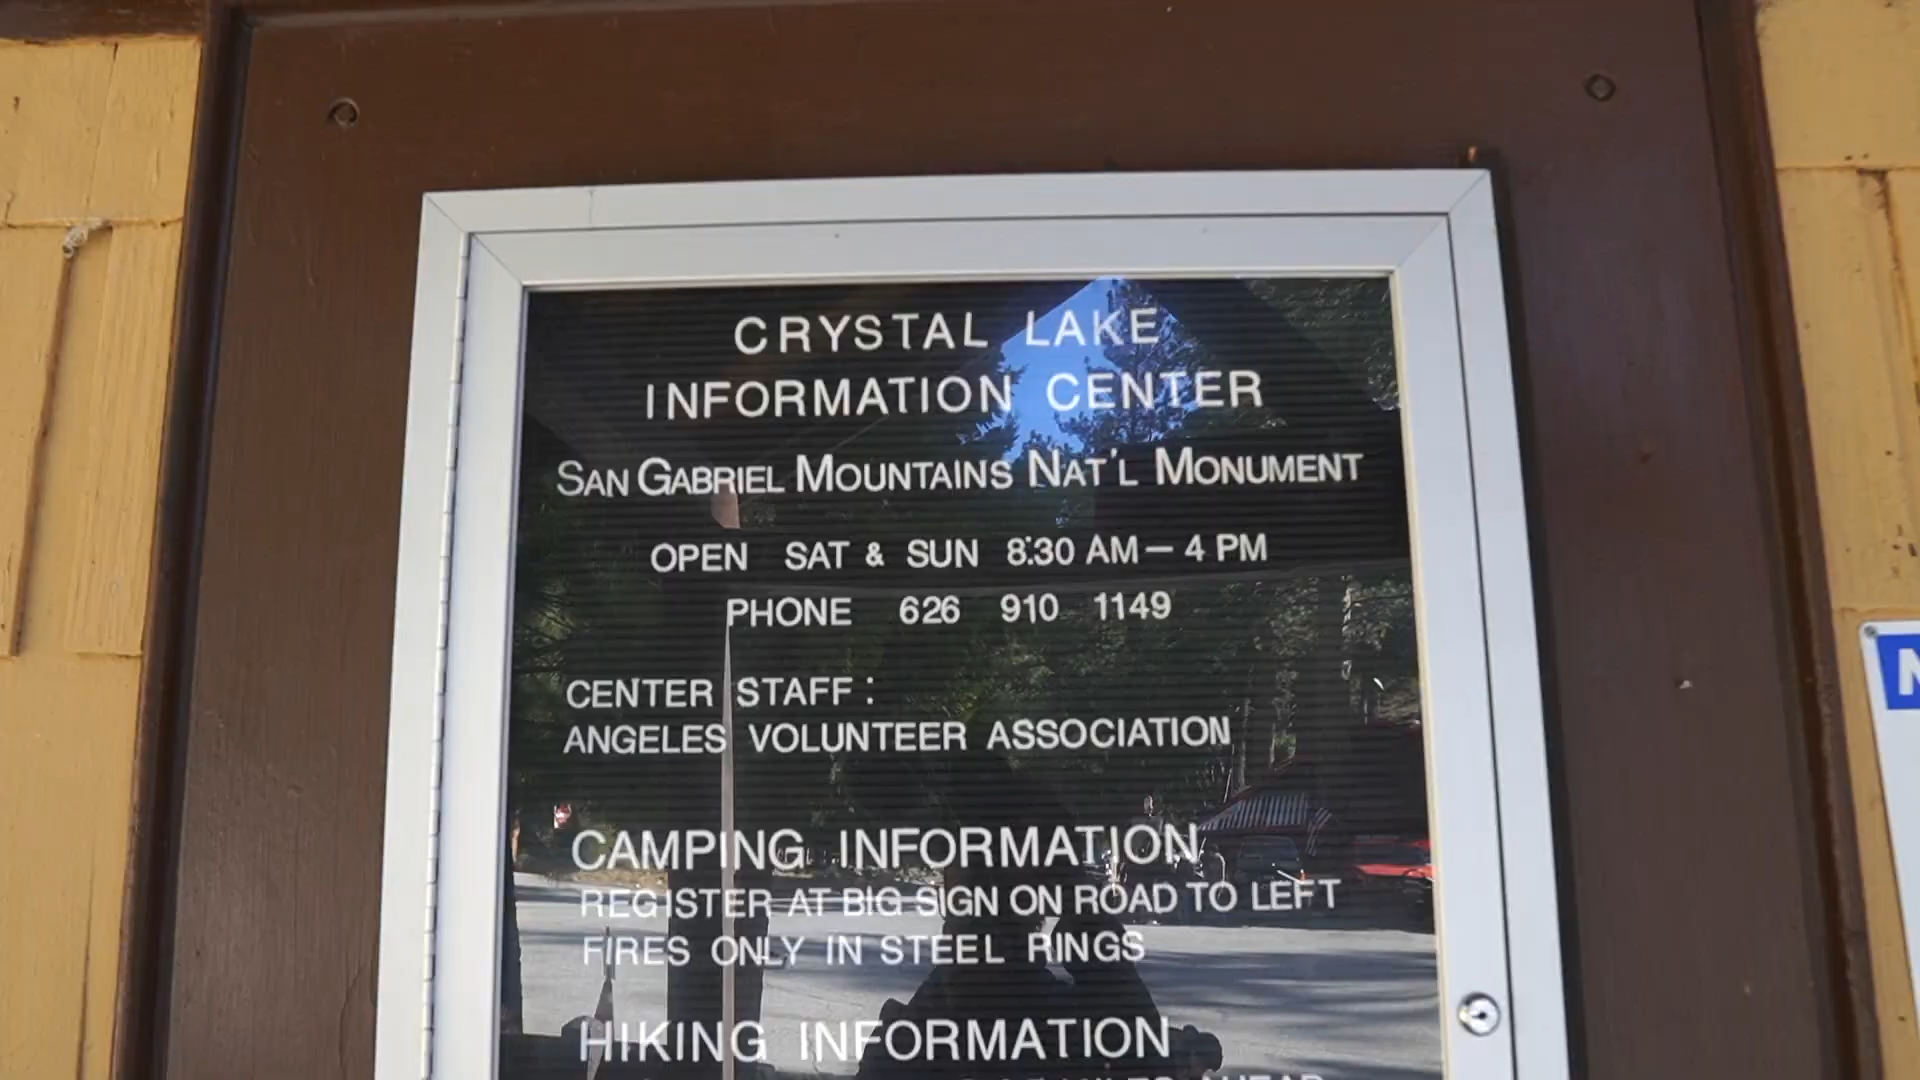 CRYSTAL LAKE
INFORMATION CENTER
SAN GABRIEL MOUNTAINS NAT'L MONUMENT
OPEN SAT & SUN 8:30 AM — 4 PM
PHONE 626 910 1149
CENTER STAFF:
ANGELES VOLUNTEER ASSOCIATION
CAMPING INFORMATION
REGISTER AT BIG SIGN ON ROAD TO LEFT
FIRES ONLY IN STEEL RINGS
HIKING INFORMATION